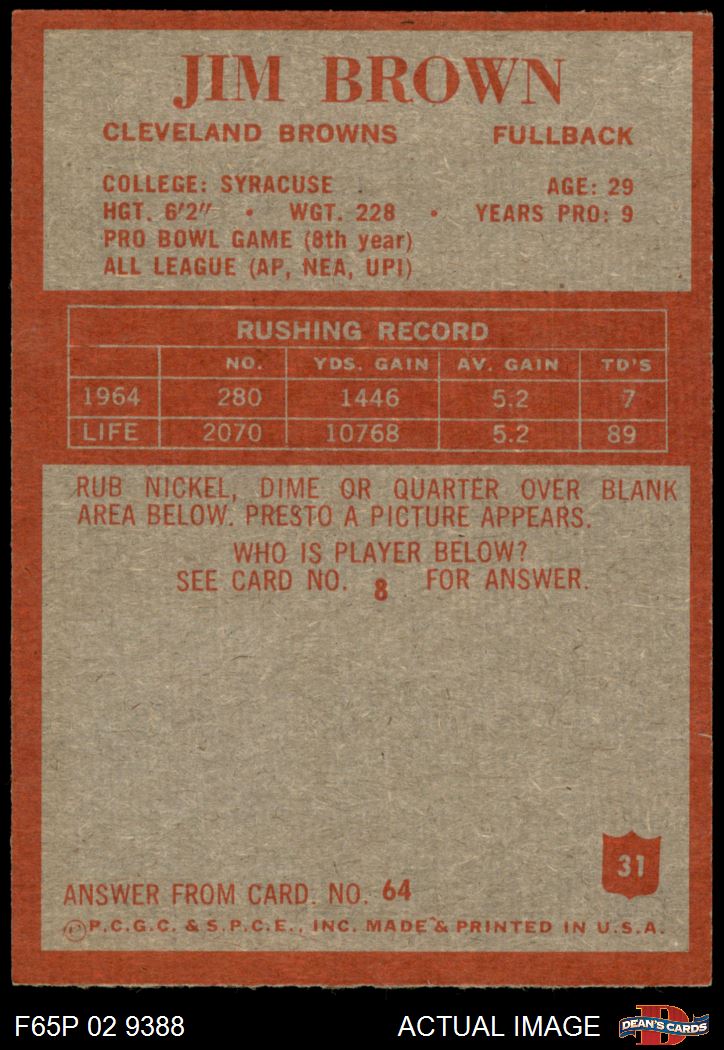 JIM BROWN
CLEVELAND BROWNS FULLBACK
COLLEGE: SYRACUSE AGE: 29
HGT. 6'2" • WGT. 228 • YEARS PRO: 9
PRO BOWL GAME (8th year)
ALL LEAGUE (AP, NEA, UPI)
RUSHING RECORD
NO. YDS. GAIN AV. GAIN TD'S
1964 280 1446 5.2 7
LIFE 2070 10768 5.2 89
RUB NICKEL, DIME OR QUARTER OVER BLANK
AREA BELOW. PRESTO A PICTURE APPEARS.
WHO IS PLAYER BELOW?
SEE CARD NO. 8 FOR ANSWER.
31
ANSWER FROM CARD. NO. 64
©P.C.G.C. & S.P.C.E., INC. MADE & PRINTED IN U.S.A.
F65P 02 9388 ACTUAL IMAGE D DEAN'S CARDS